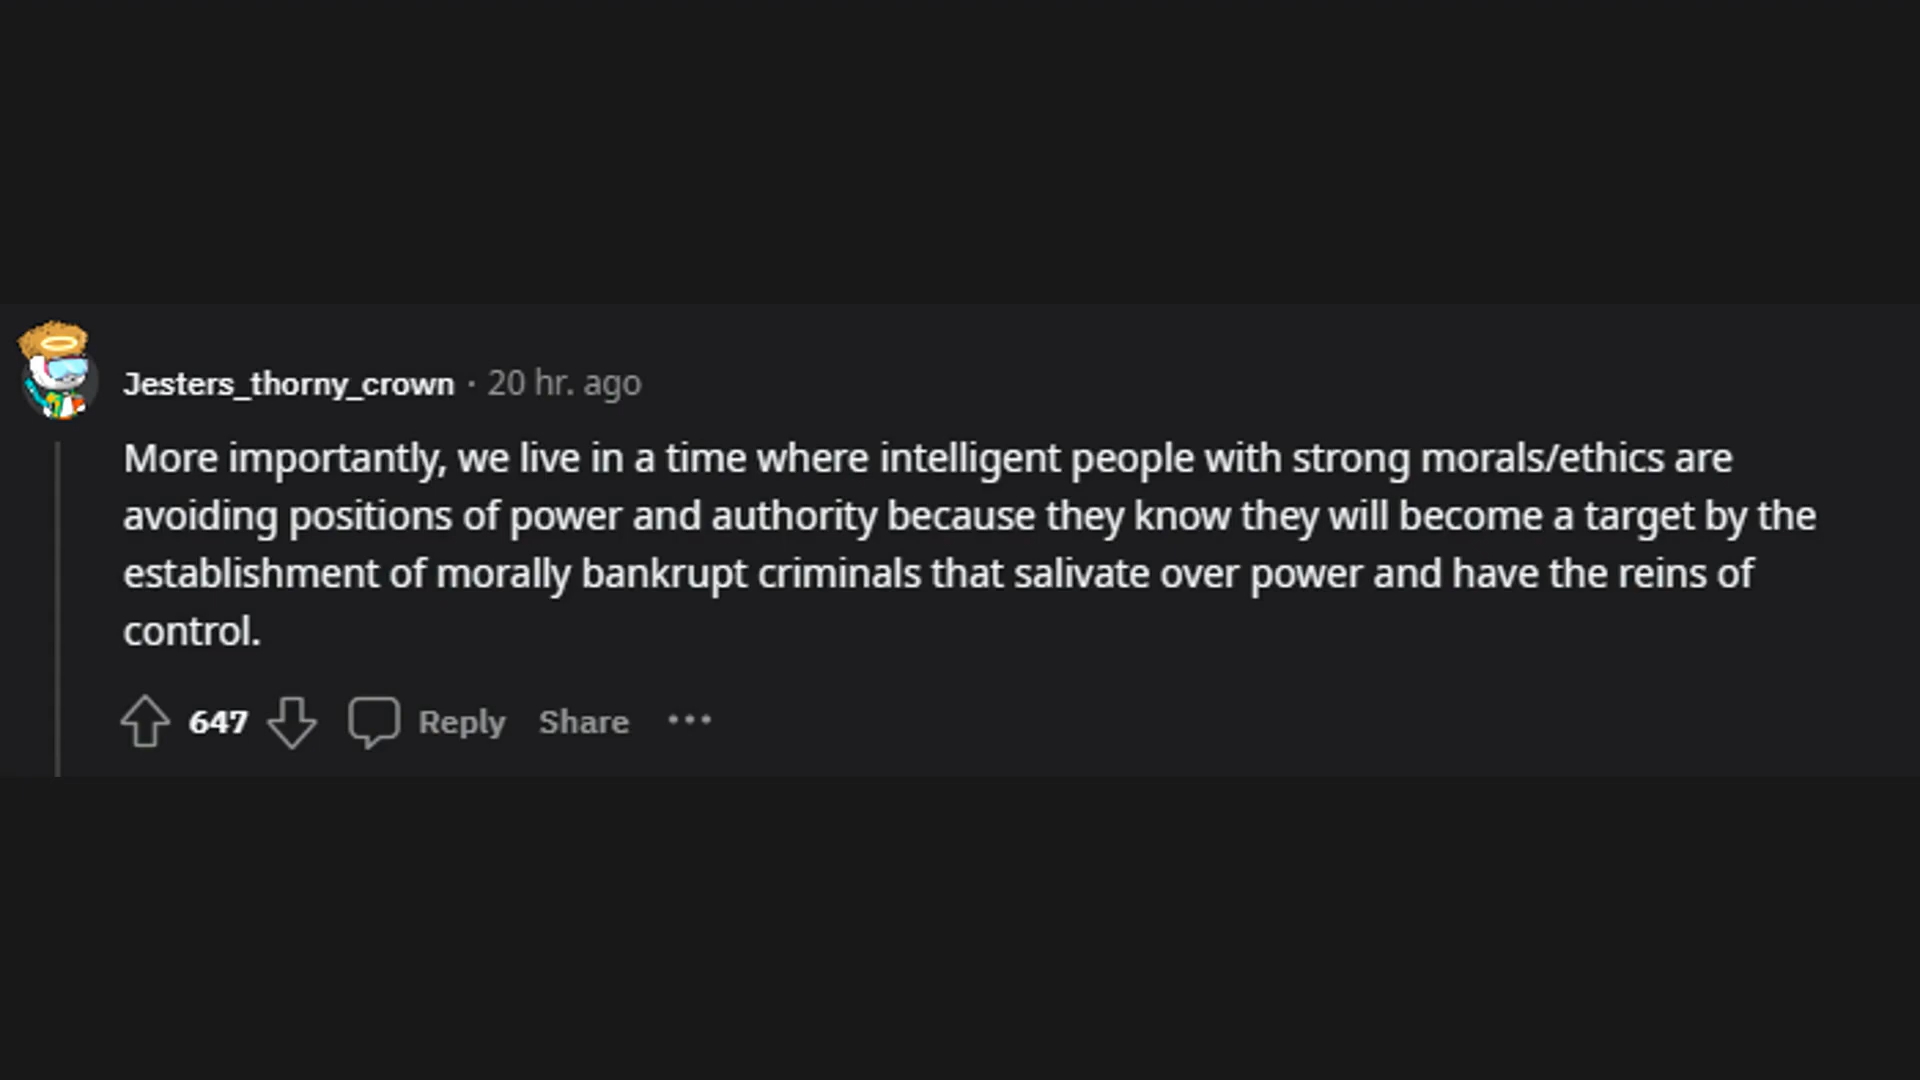 Jesters_thorny_crown · 20 hr. ago
More importantly, we live in a time where intelligent people with strong morals/ethics are
avoiding positions of power and authority because they know they will become a target by the
establishment of morally bankrupt criminals that salivate over power and have the reins of
control.
647 Reply Share ···